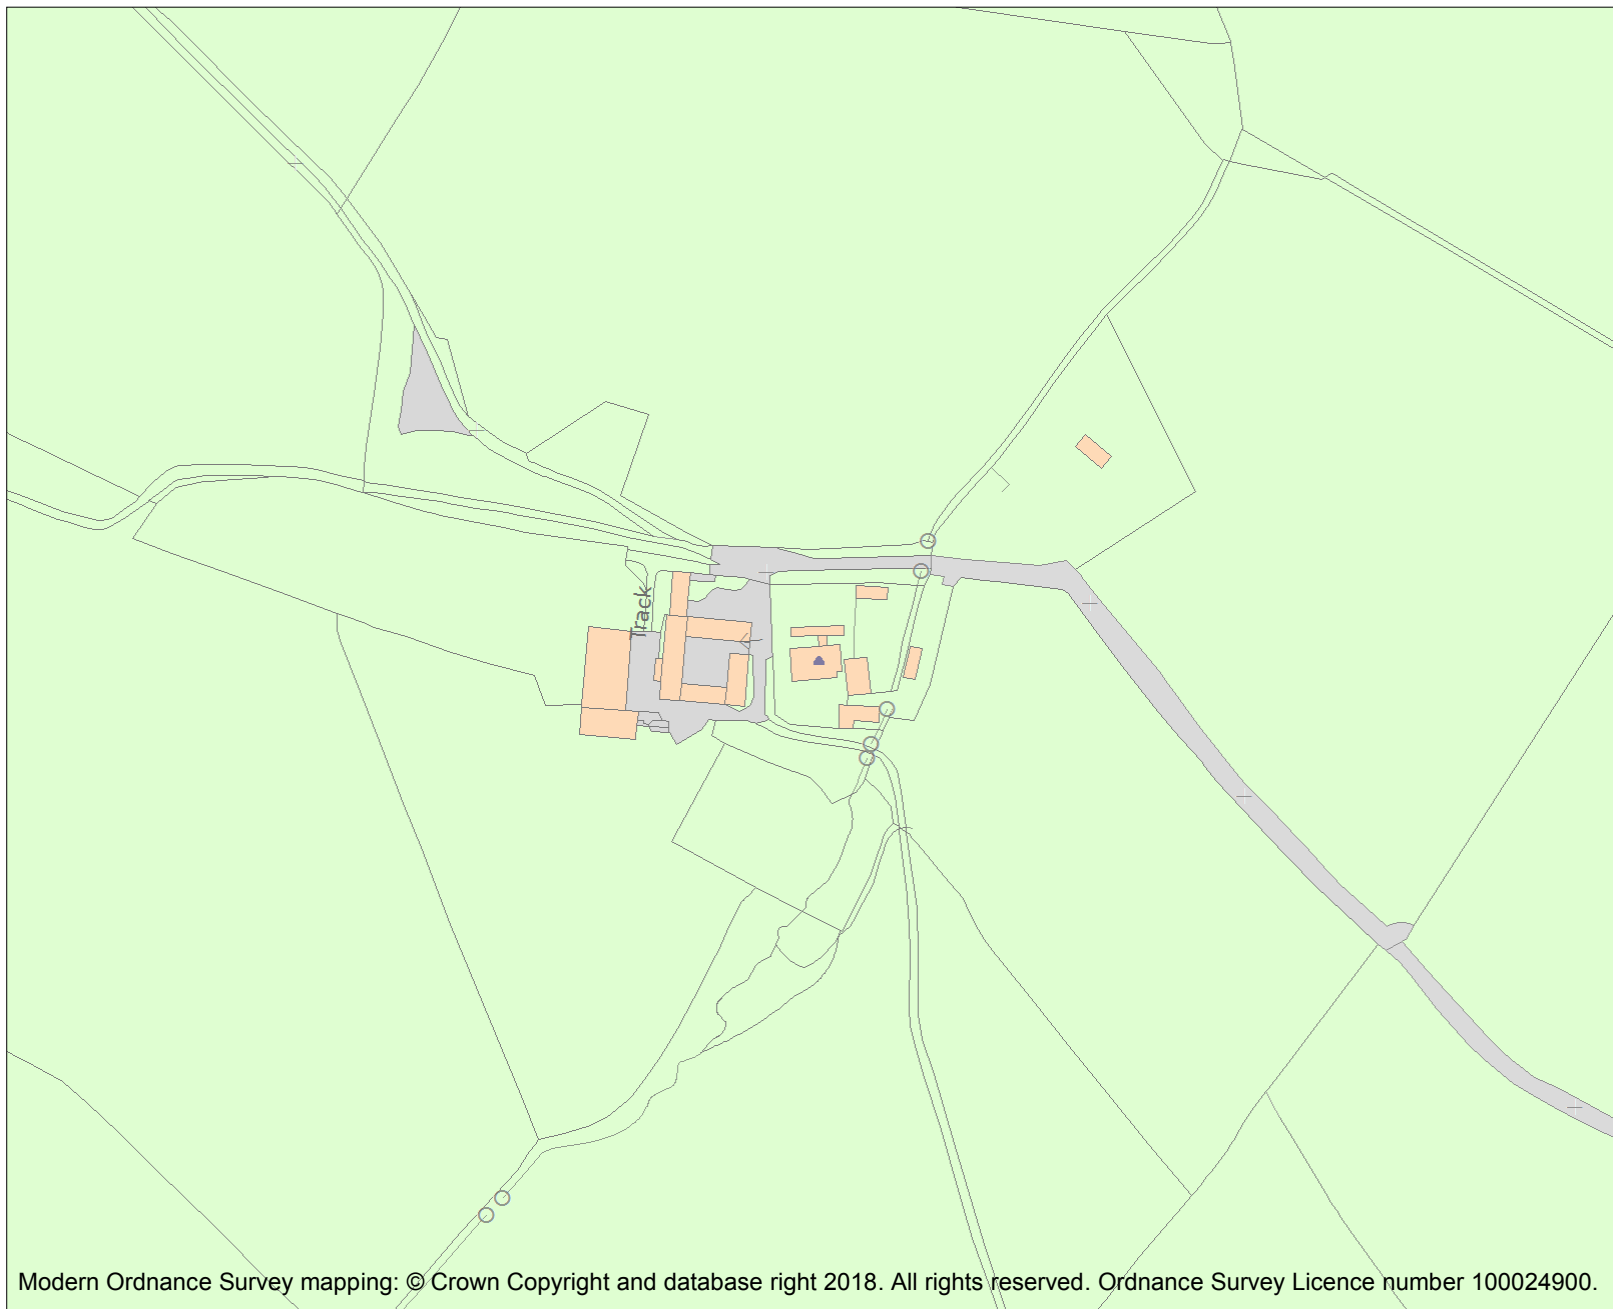 Track
Modern Ordnance Survey mapping: © Crown Copyright and database right 2018. All rights reserved. Ordnance Survey Licence number 100024900.